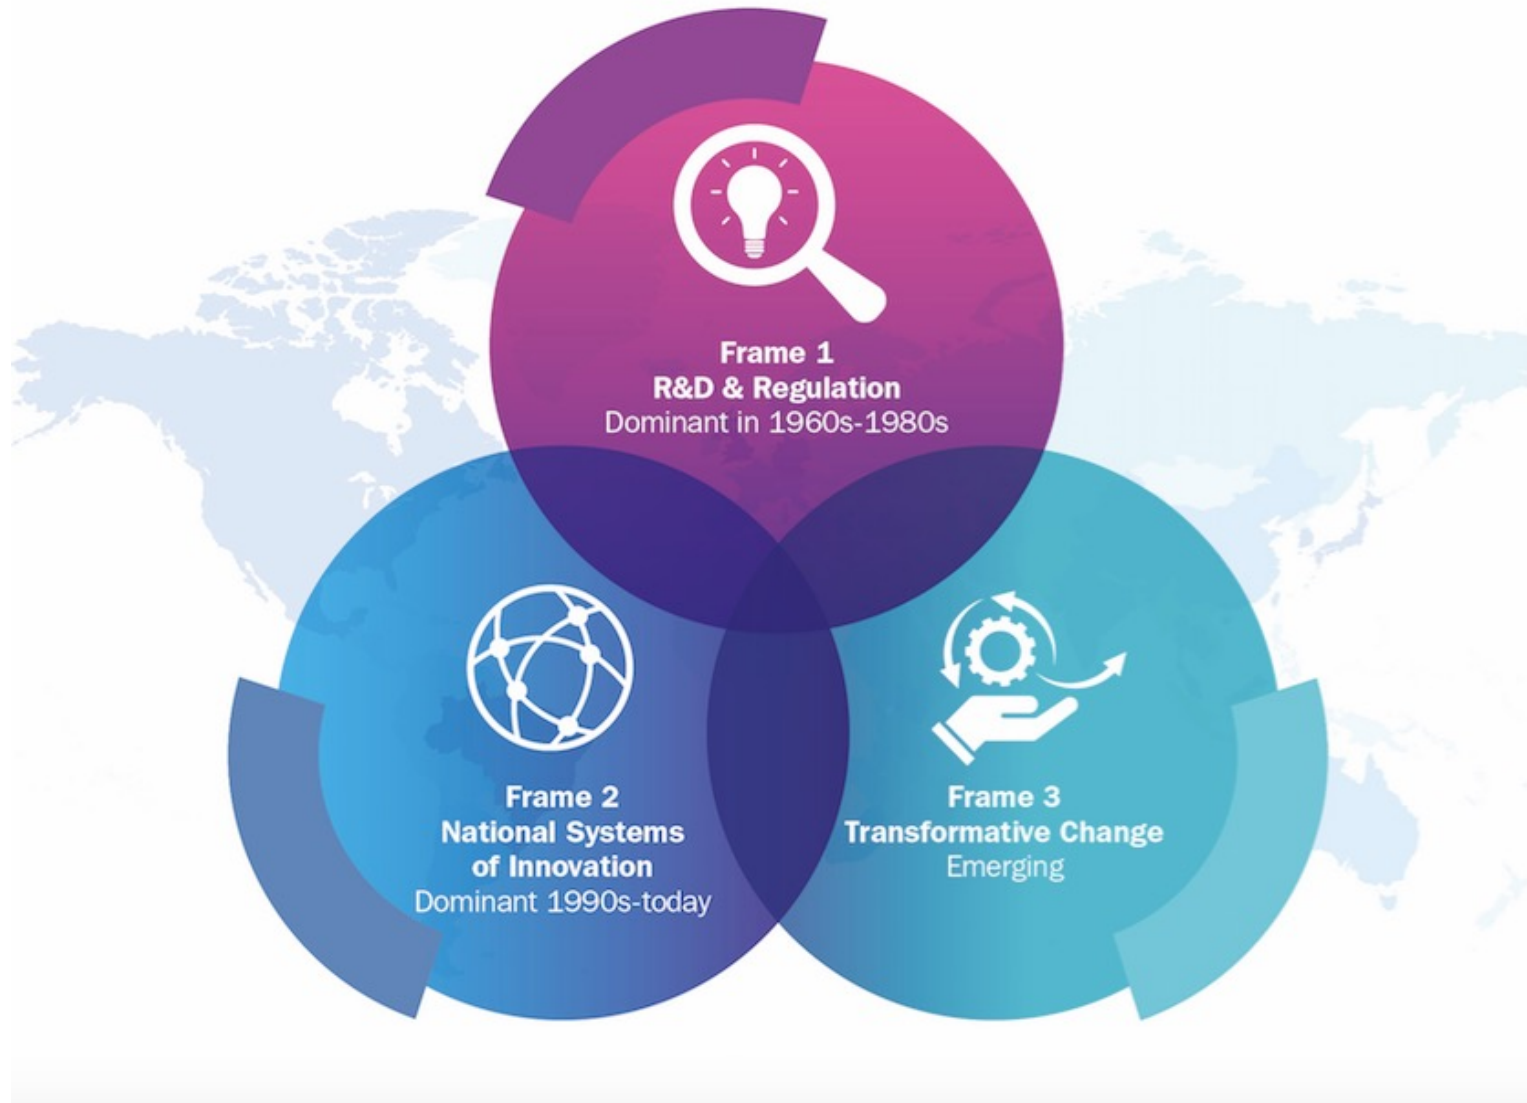 Frame 1
R&D & Regulation
Dominant in 1960s-1980s
Frame 2
National Systems
of Innovation
Dominant 1990s-today
Frame 3
Transformative Change
Emerging